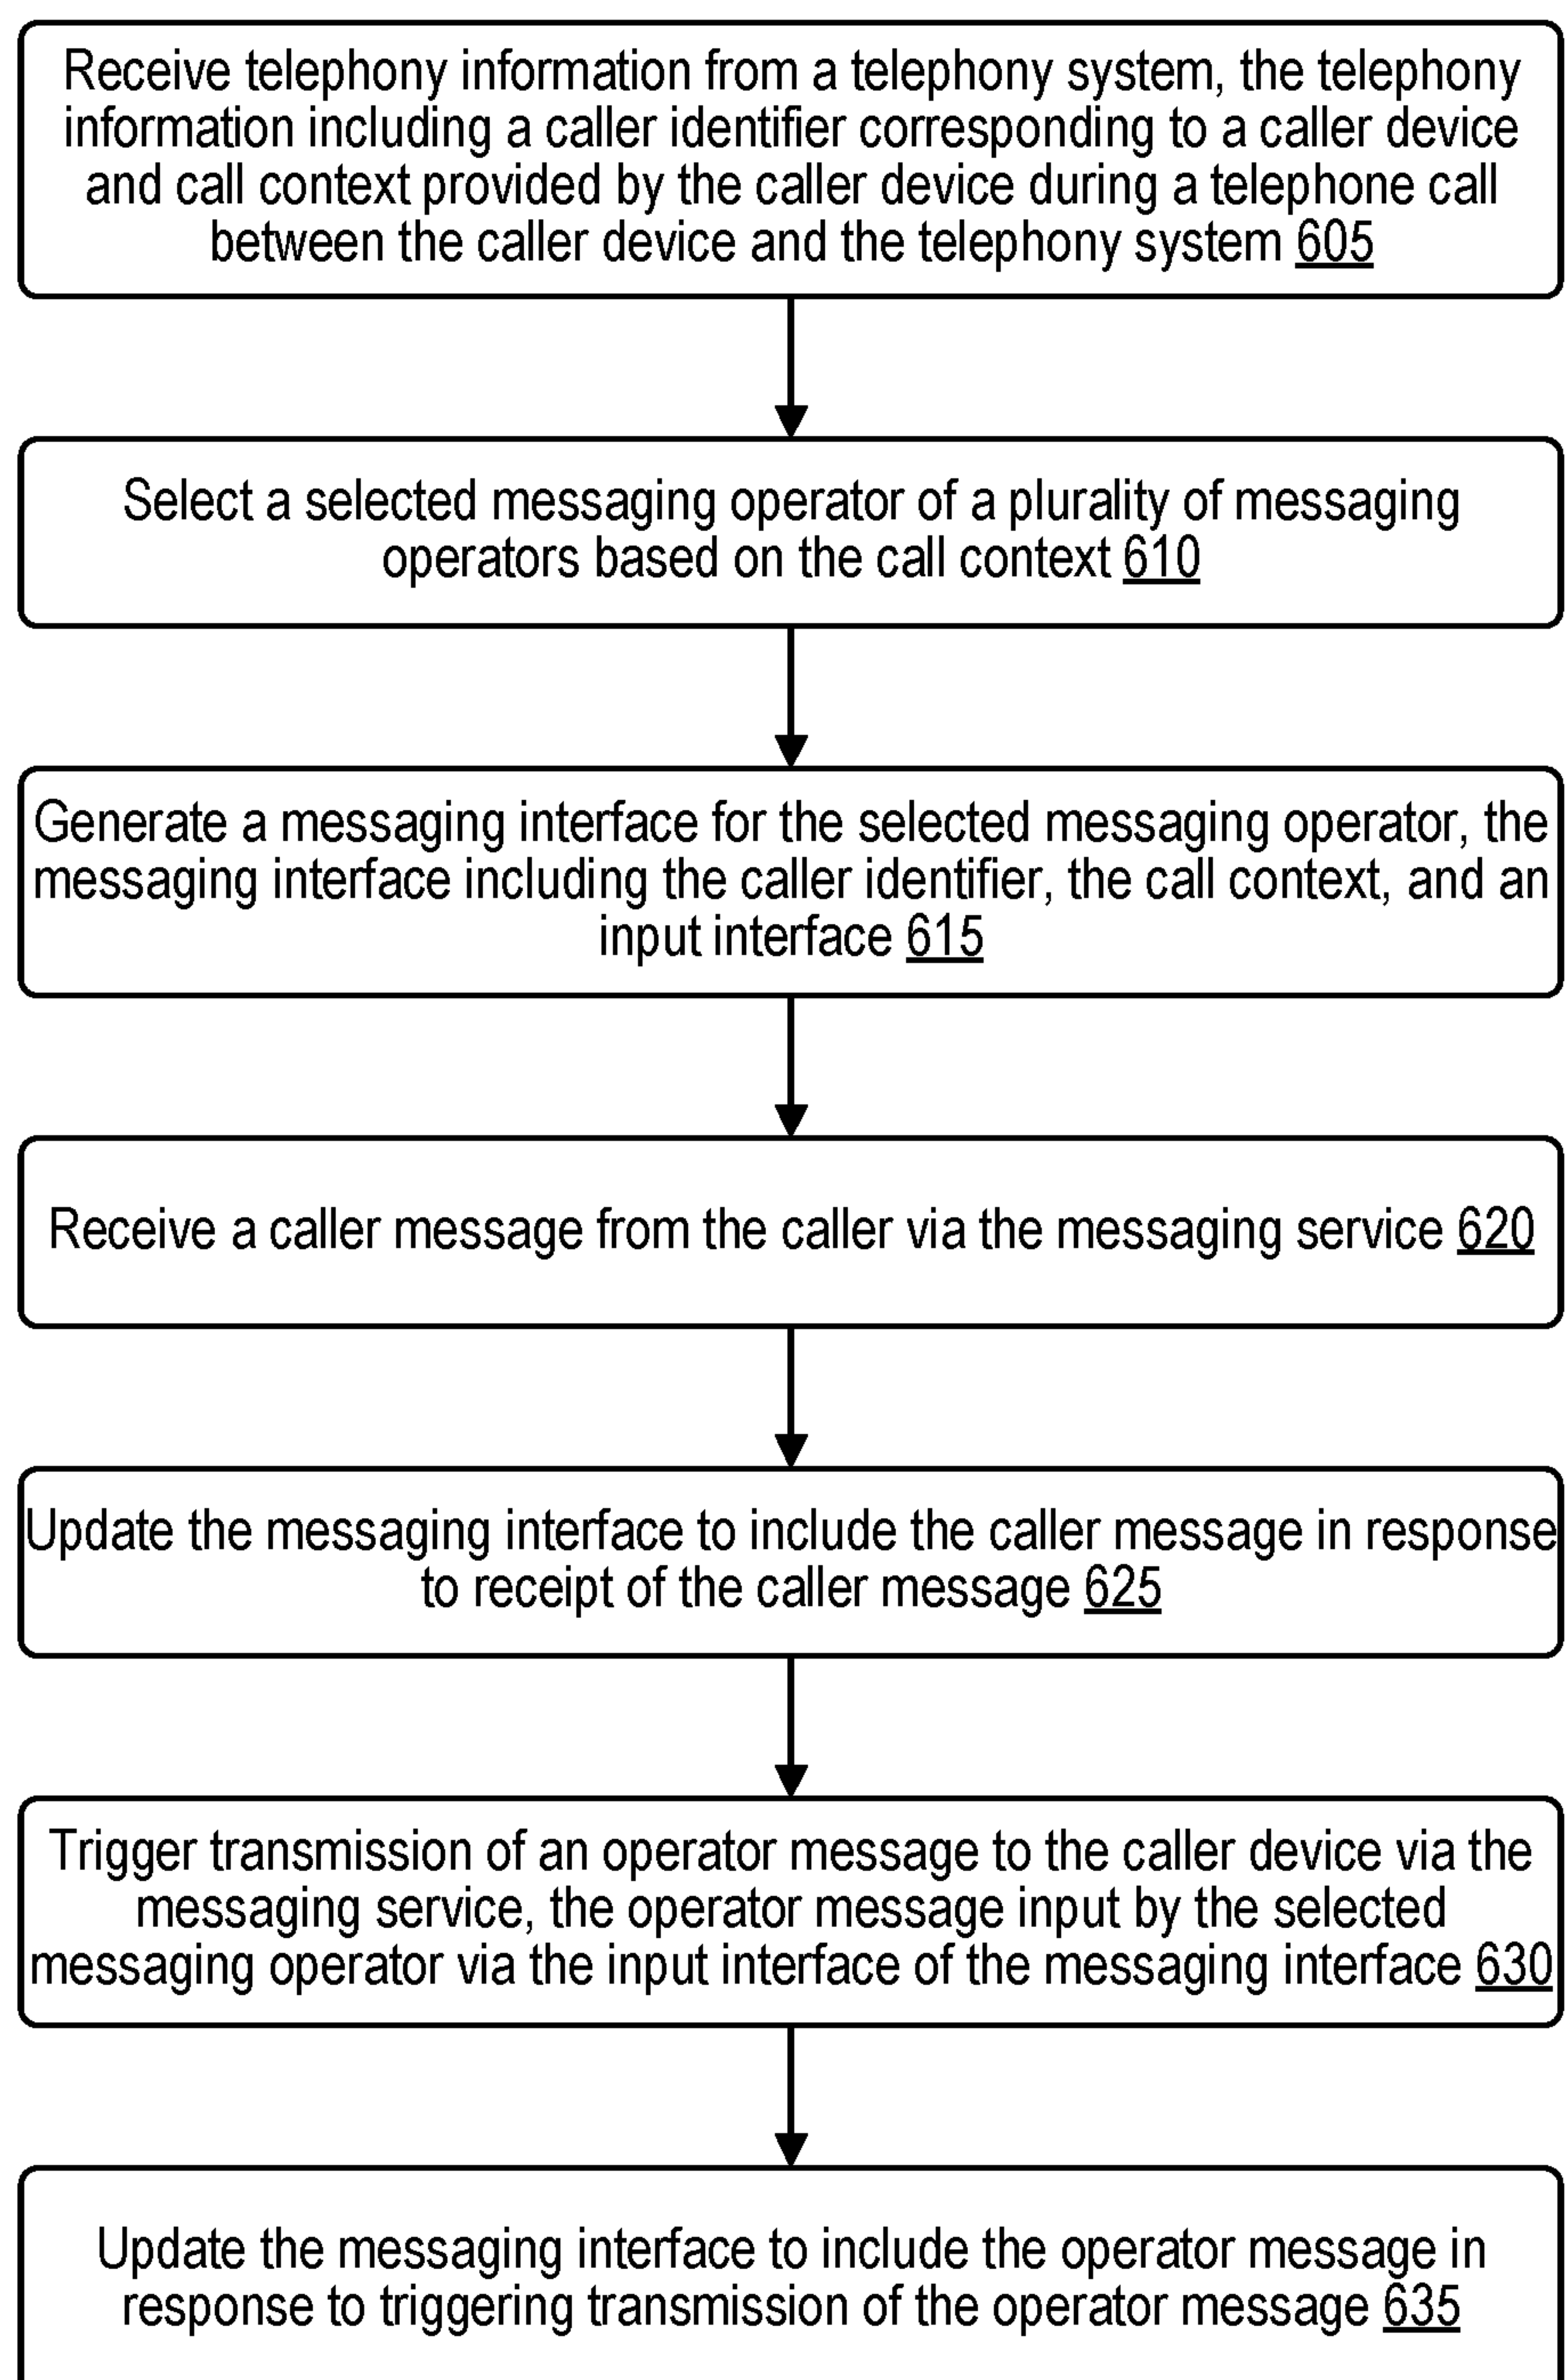 Receive telephony information from a telephony system, the telephony
information including a caller identifier corresponding to a caller device
and call context provided by the caller device during a telephone call
between the caller device and the telephony system 605
Select a selected messaging operator of a plurality of messaging
operators based on the call context 610
Generate a messaging interface for the selected messaging operator, the
messaging interface including the caller identifier, the call context, and an
input interface 615
Receive a caller message from the caller via the messaging service 620
Update the messaging interface to include the caller message in response
to receipt of the caller message 625
Trigger transmission of an operator message to the caller device via the
messaging service, the operator message input by the selected
messaging operator via the input interface of the messaging interface 630
Update the messaging interface to include the operator message in
response to triggering transmission of the operator message 635